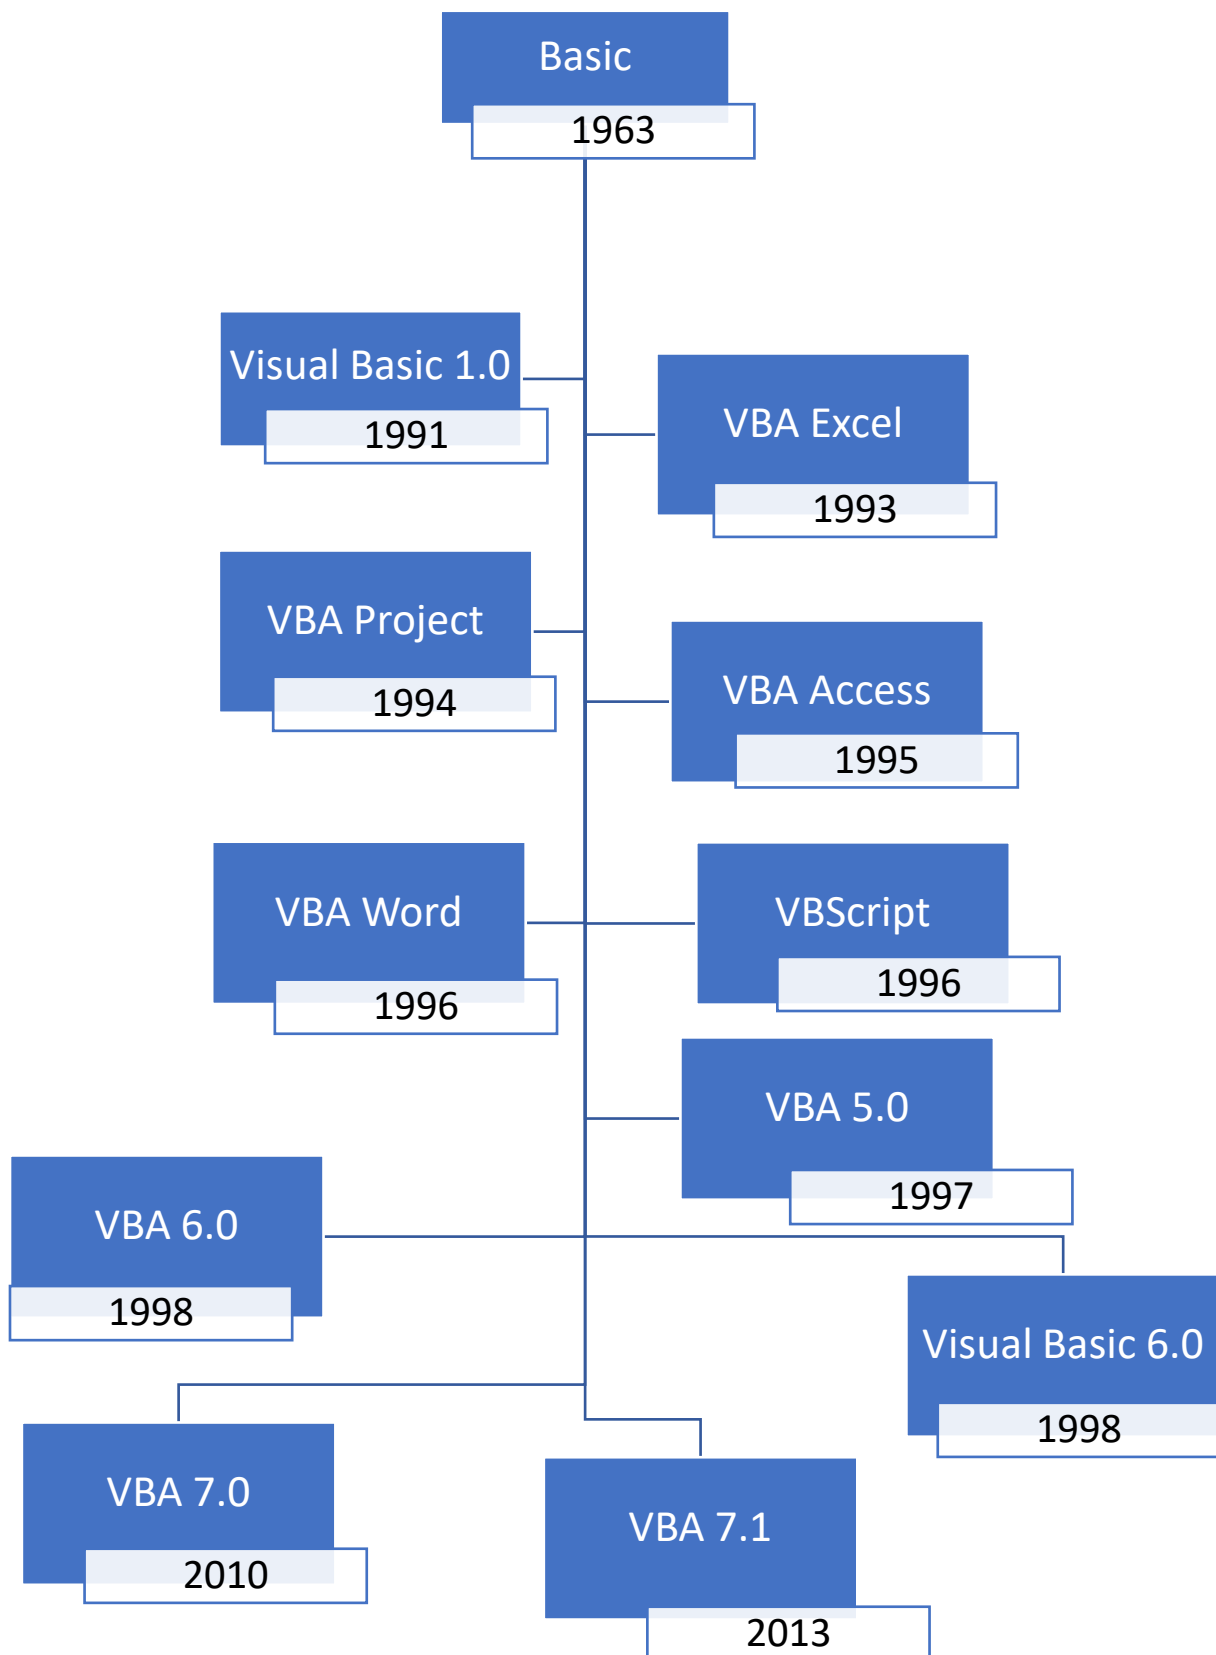 Basic
1963
Visual Basic 1.0
1991
VBA Excel
1993
VBA Project
1994
VBA Access
1995
VBA Word
1996
VBScript
1996
VBA 5.0
1997
VBA 6.0
1998
Visual Basic 6.0
1998
VBA 7.0
2010
VBA 7.1
2013